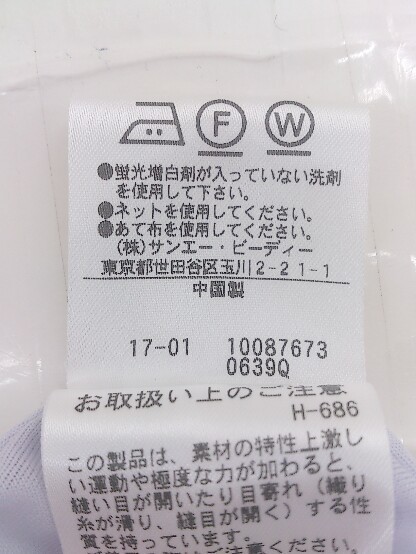 F W
●蛍光増白剤が入っていない洗剤
を使用して下さい。
●ネットを使用してください。
●あて布を使用してください。
(株)サンエー・ビーディー
東京都世田谷区玉川2-21-1
中国製
17-01 10087673
0639Q
お取扱い上のご注意
H-686
この製品は、素材の特性上激し
い運動や極度な力が加わると、
縫い目が開いたり目寄れ(織り
糸が滑り、縫目が開く)する性
質を持っています。